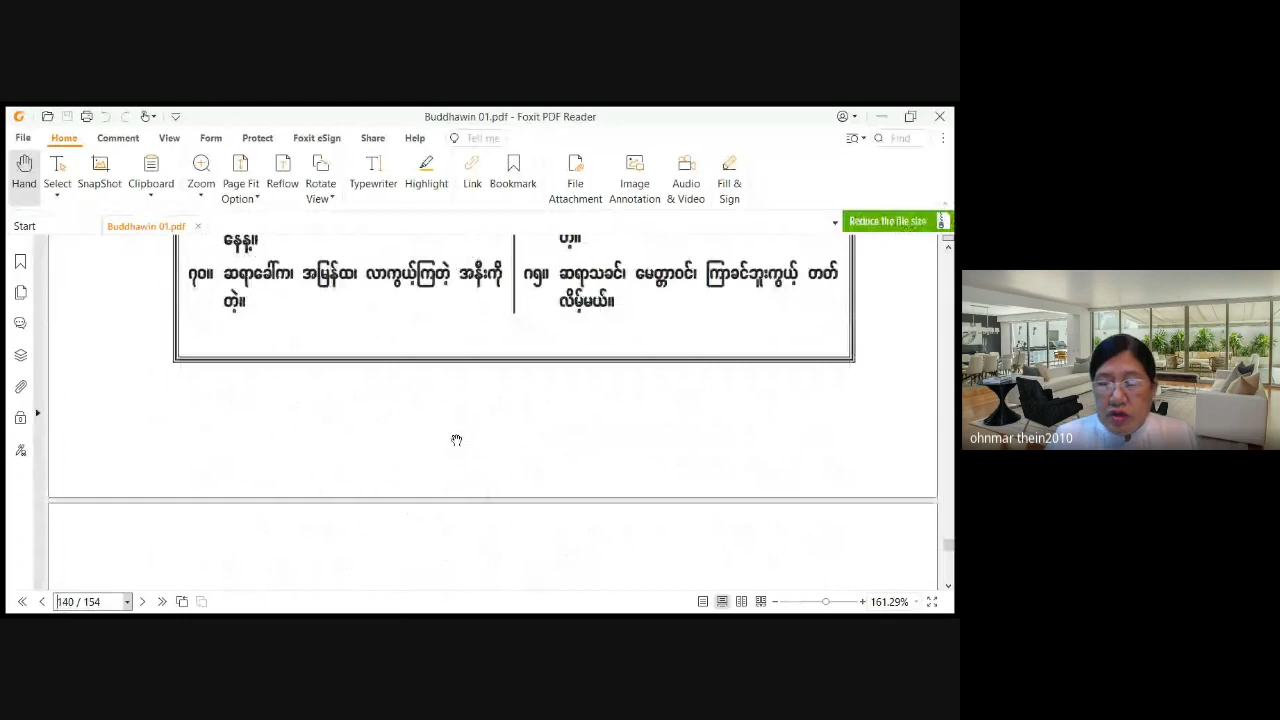 Buddhawin 01.pdf - Foxit PDF Reader
File Home Comment View Form Protect Foxit eSign Share Help Tell me Find
Hand Select SnapShot Clipboard Zoom Page Fit Option Reflow Rotate View Typewriter Highlight Link Bookmark File Attachment Image Annotation Audio & Video Fill & Sign
Start Buddhawin 01.pdf Reduce the file size
နေနဲ့။
၇၀။ ဆရာခေါ်က၊ အမြန်ထ၊ လာကွယ့်ကြတဲ့ အနီးကို
တဲ့။
ဟဲ့။
၇၅။ ဆရာသခင်၊ မေတ္တာဝင်၊ ကြာခင်ဘူးကွယ့် တတ်
လိမ့်မယ်။
ohnmar thein2010
140 / 154
161.29%